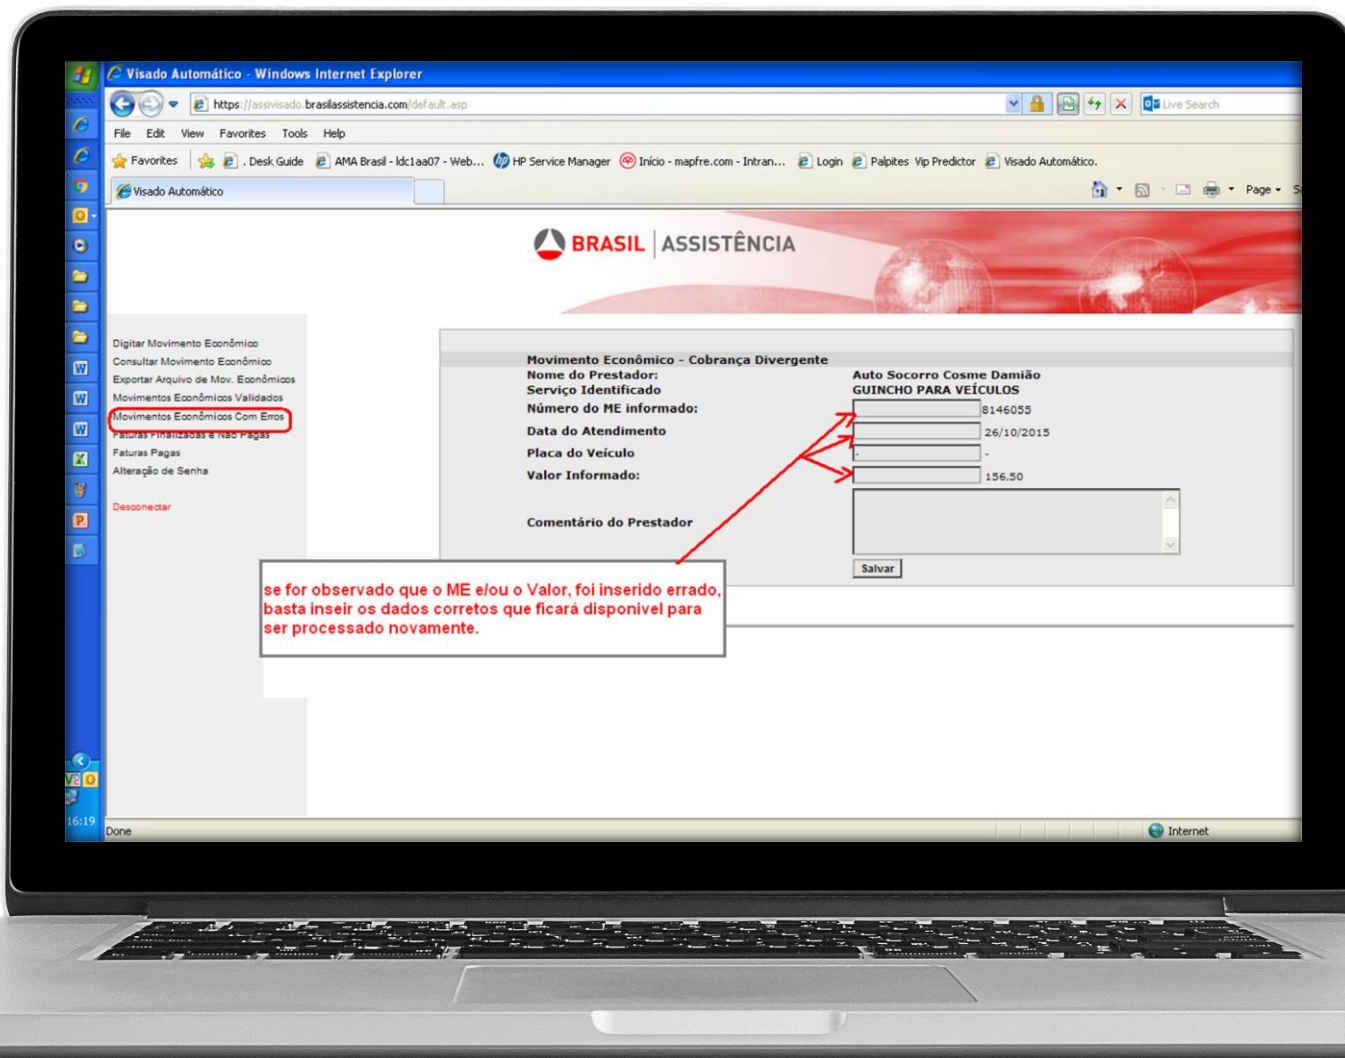 Visado Automático - Windows Internet Explorer
https://assivisado.brasilassistencia.com/default.asp
Live Search
File Edit View Favorites Tools Help
Favorites . Desk Guide AMA Brasil - ldc1aa07 - Web... HP Service Manager Início - mapfre.com - Intran... Login Palpites Vip Predictor Visado Automático.
Visado Automático
Page
BRASIL ASSISTÊNCIA
Digitar Movimento Econômico
Consultar Movimento Econômico
Exportar Arquivo de Mov. Econômicos
Movimentos Econômicos Validados
Movimentos Econômicos Com Erros
Faturas Finalizadas e Não Pagas
Faturas Pagas
Alteração de Senha
Desconectar
Movimento Econômico - Cobrança Divergente
Nome do Prestador: Auto Socorro Cosme Damião
Serviço Identificado GUINCHO PARA VEÍCULOS
Número do ME informado: 8146055
Data do Atendimento 26/10/2015
Placa do Veículo - -
Valor Informado: 156.50
Comentário do Prestador
Salvar
se for observado que o ME e/ou o Valor, foi inserido errado,
basta inseir os dados corretos que ficará disponivel para
ser processado novamente.
16:19
Done
Internet